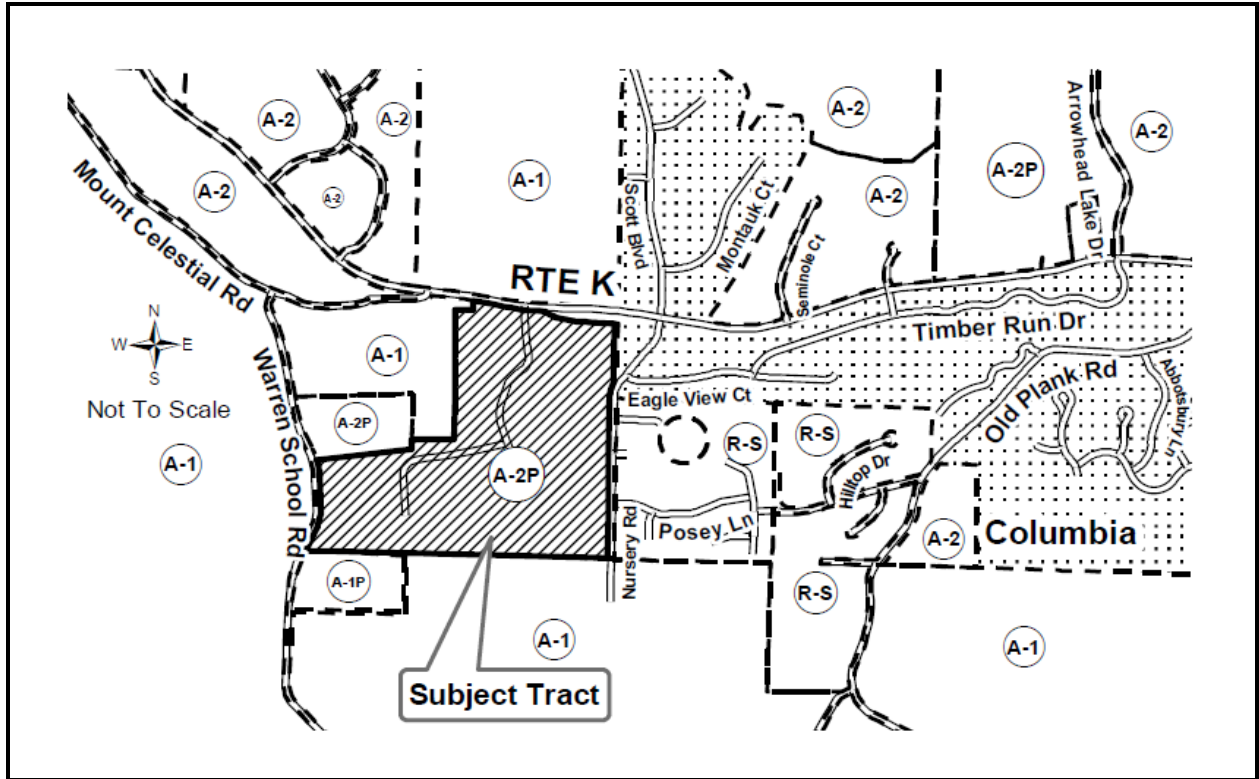 A-2
A-2
A-2
A-2
Mount Celestial Rd
A-1
Scott Blvd
Montauk Ct
A-2
A-2
Seminole Ct
A-2P
Arrowhead Lake Dr
A-2
RTE K
Timber Run Dr
N
W E
S
Not To Scale
A-1
Warren School Rd
A-1
A-2P
A-2P
Eagle View Ct
R-S
R-S
Hilltop Dr
Old Plank Rd
Abbotsbury Ln
Nursery Rd
Posey Ln
A-2
Columbia
A-1P
R-S
A-1
A-1
Subject Tract